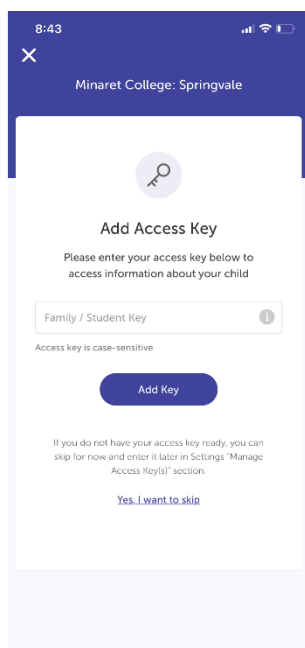 8:43
Minaret College: Springvale
Add Access Key
Please enter your access key below to
access information about your child
Family / Student Key
Access key is case-sensitive
Add Key
If you do not have your access key ready, you can
skip for now and enter it later in Settings "Manage
Access Key(s)" section.
Yes, I want to skip